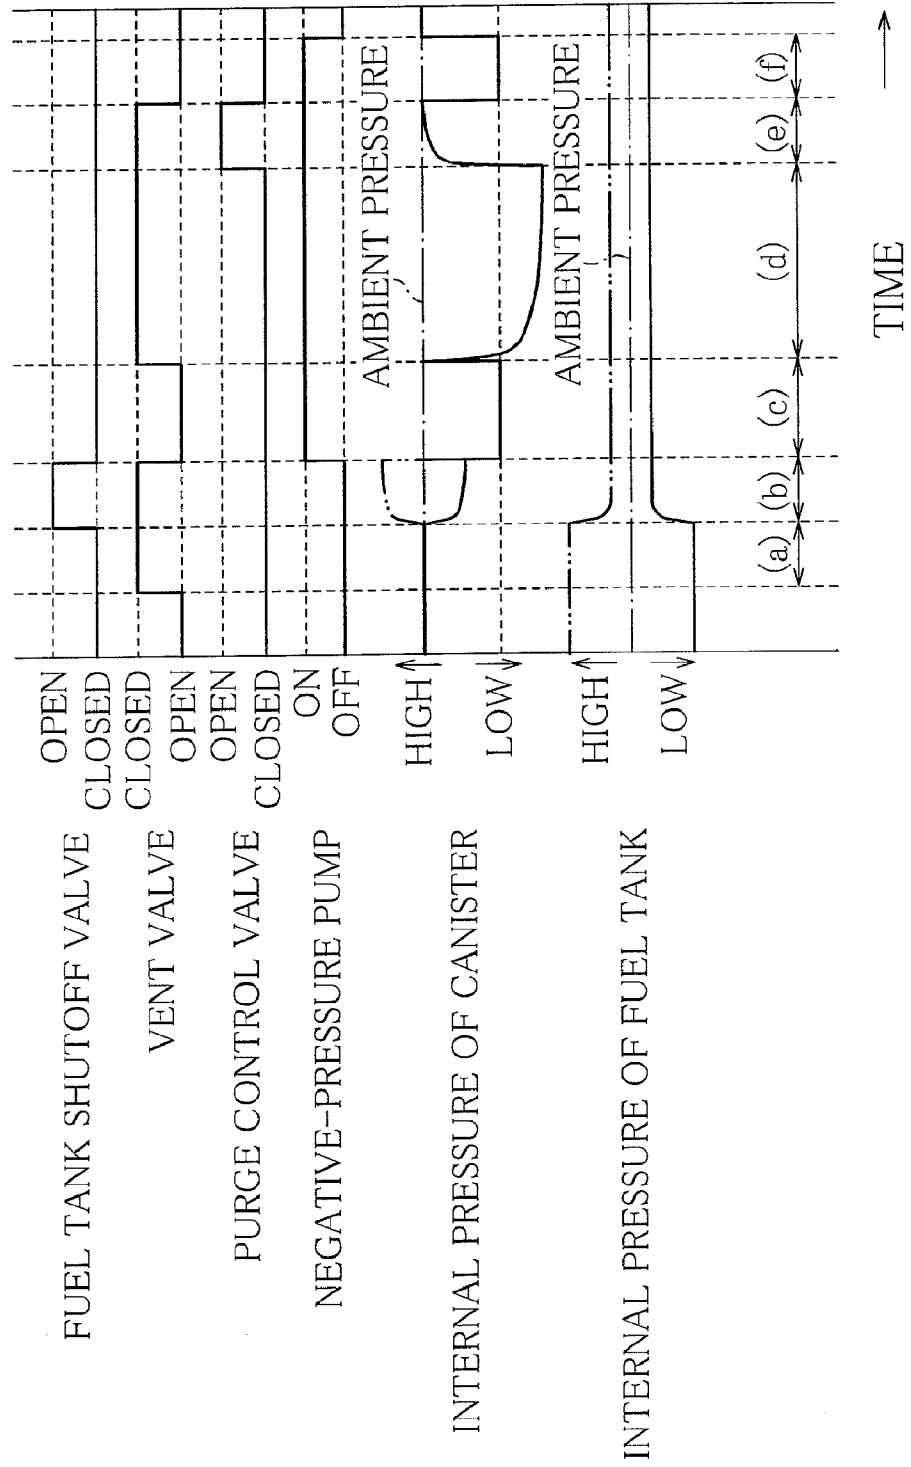 FUEL TANK SHUTOFF VALVE
OPEN
CLOSED
VENT VALVE
CLOSED
OPEN
PURGE CONTROL VALVE
OPEN
CLOSED
NEGATIVE-PRESSURE PUMP
ON
OFF
INTERNAL PRESSURE OF CANISTER
HIGH
LOW
AMBIENT PRESSURE
INTERNAL PRESSURE OF FUEL TANK
HIGH
LOW
AMBIENT PRESSURE
(a) (b) (c) (d) (e) (f)
TIME